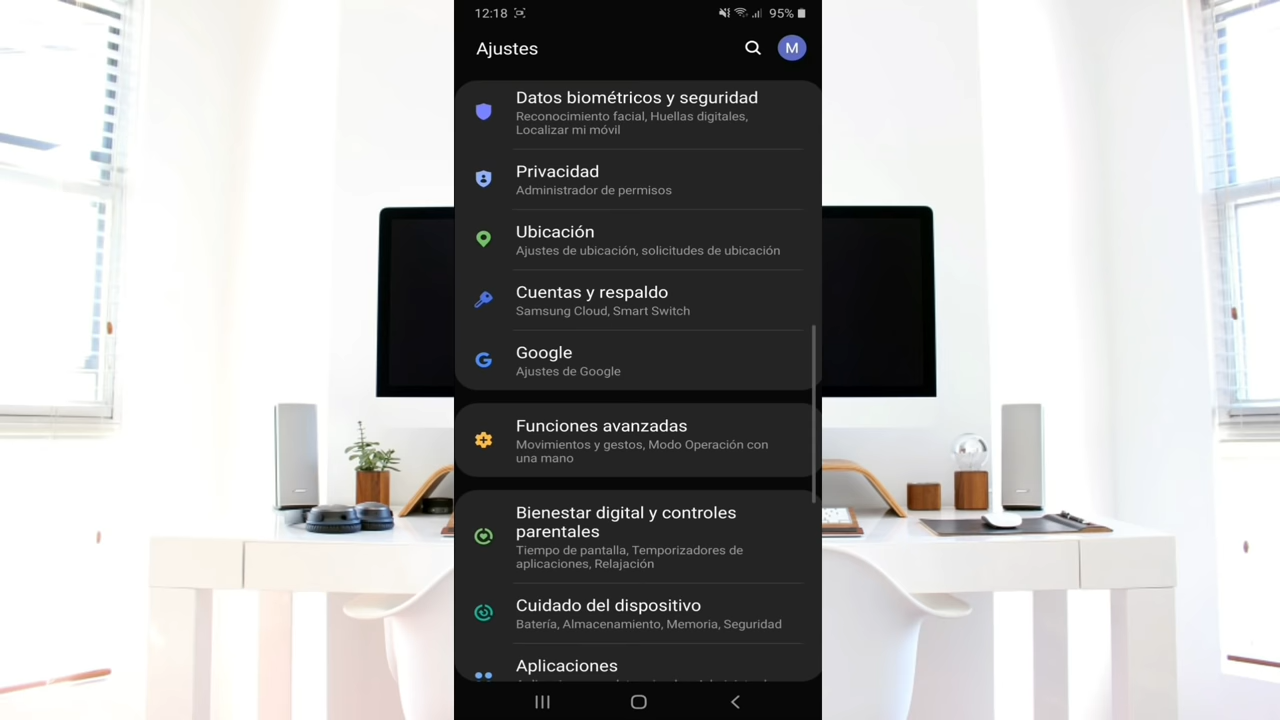 12:18
95%
Ajustes
M
Datos biométricos y seguridad
Reconocimiento facial, Huellas digitales,
Localizar mi móvil
Privacidad
Administrador de permisos
Ubicación
Ajustes de ubicación, solicitudes de ubicación
Cuentas y respaldo
Samsung Cloud, Smart Switch
Google
Ajustes de Google
Funciones avanzadas
Movimientos y gestos, Modo Operación con
una mano
Bienestar digital y controles
parentales
Tiempo de pantalla, Temporizadores de
aplicaciones, Relajación
Cuidado del dispositivo
Batería, Almacenamiento, Memoria, Seguridad
Aplicaciones